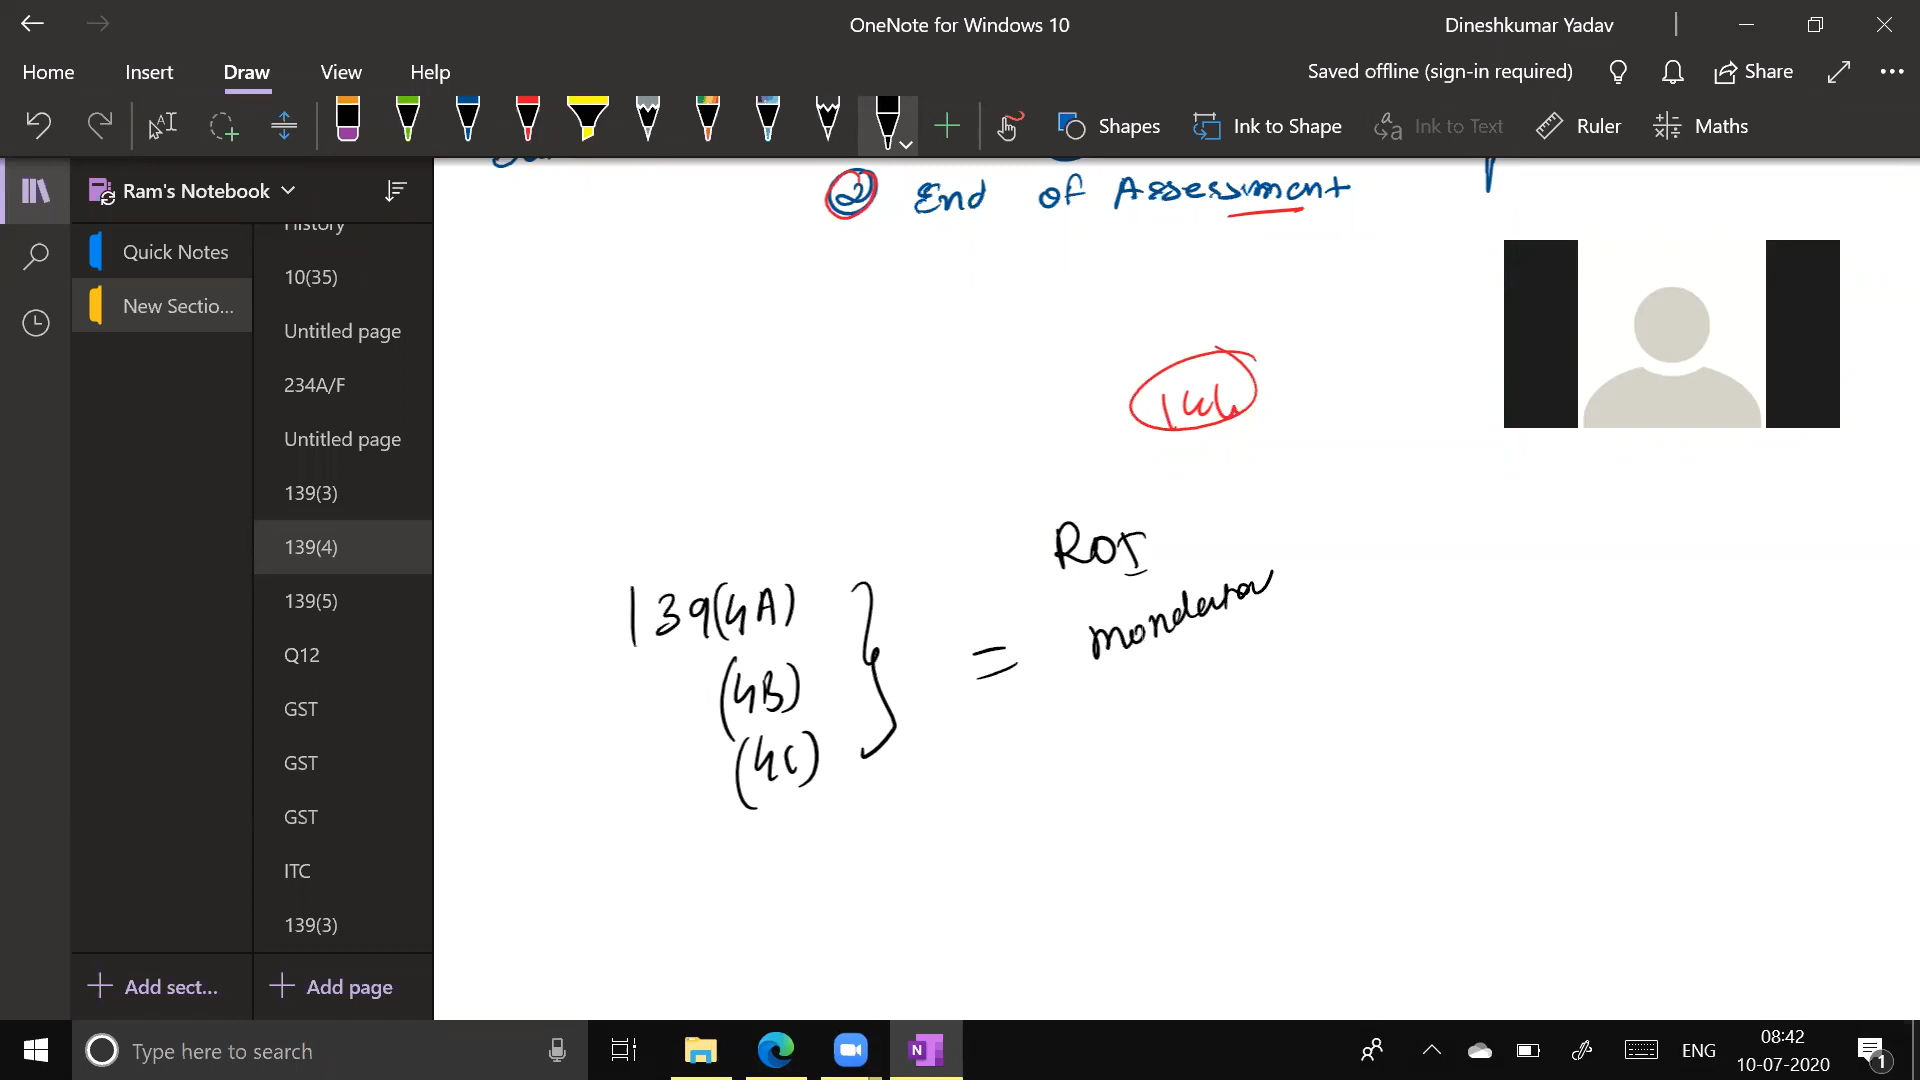 OneNote for Windows 10
Dineshkumar Yadav
Home Insert Draw View Help
Saved offline (sign-in required)
Share
Shapes
Ink to Shape
Ink to Text
Ruler
Maths
Ram's Notebook
Quick Notes
New Sectio...
History
10(35)
Untitled page
234A/F
Untitled page
139(3)
139(4)
139(5)
Q12
GST
GST
GST
ITC
139(3)
Add sect...
Add page
② End of Assessment
ROI
139(4A)
(4B)
(4C)
=
Type here to search
ENG
08:42
10-07-2020
1